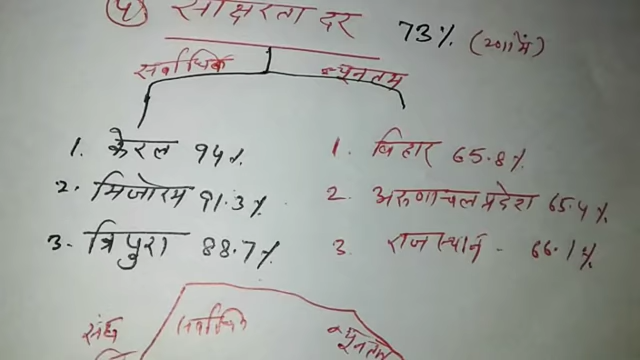 (५) साक्षरता दर 73% (2011 में)
सर्वाधिक न्यूनतम
1. केरल 94% 1. बिहार 65.8%
2. मिजोरम 91.3% 2. अरुणाचल प्रदेश 65.4%
3. त्रिपुरा 88.7% 3. राजस्थान - 66.1%
संघ सर्वाधिक न्यूनतम